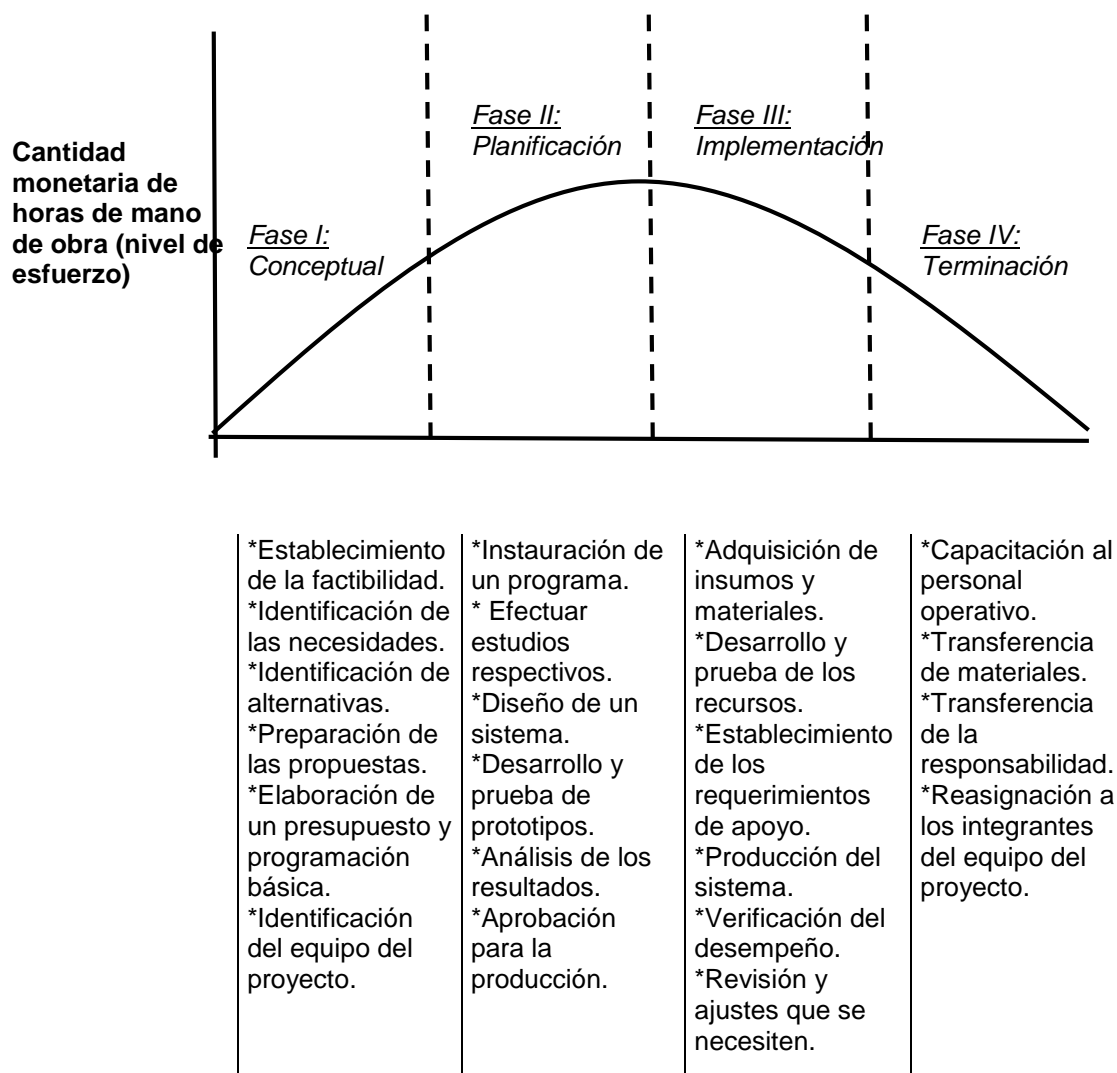 Cantidad
monetaria de
horas de mano
de obra (nivel de
esfuerzo)
Fase I:
Conceptual
Fase II:
Planificación
Fase III:
Implementación
Fase IV:
Terminación
*Establecimiento
de la factibilidad.
*Identificación de
las necesidades.
*Identificación de
alternativas.
*Preparación de
las propuestas.
*Elaboración de
un presupuesto y
programación
básica.
*Identificación
del equipo del
proyecto.
*Instauración de
un programa.
* Efectuar
estudios
respectivos.
*Diseño de un
sistema.
*Desarrollo y
prueba de
prototipos.
*Análisis de los
resultados.
*Aprobación
para la
producción.
*Adquisición de
insumos y
materiales.
*Desarrollo y
prueba de los
recursos.
*Establecimiento
de los
requerimientos
de apoyo.
*Producción del
sistema.
*Verificación del
desempeño.
*Revisión y
ajustes que se
necesiten.
*Capacitación al
personal
operativo.
*Transferencia
de materiales.
*Transferencia
de la
responsabilidad.
*Reasignación a
los integrantes
del equipo del
proyecto.